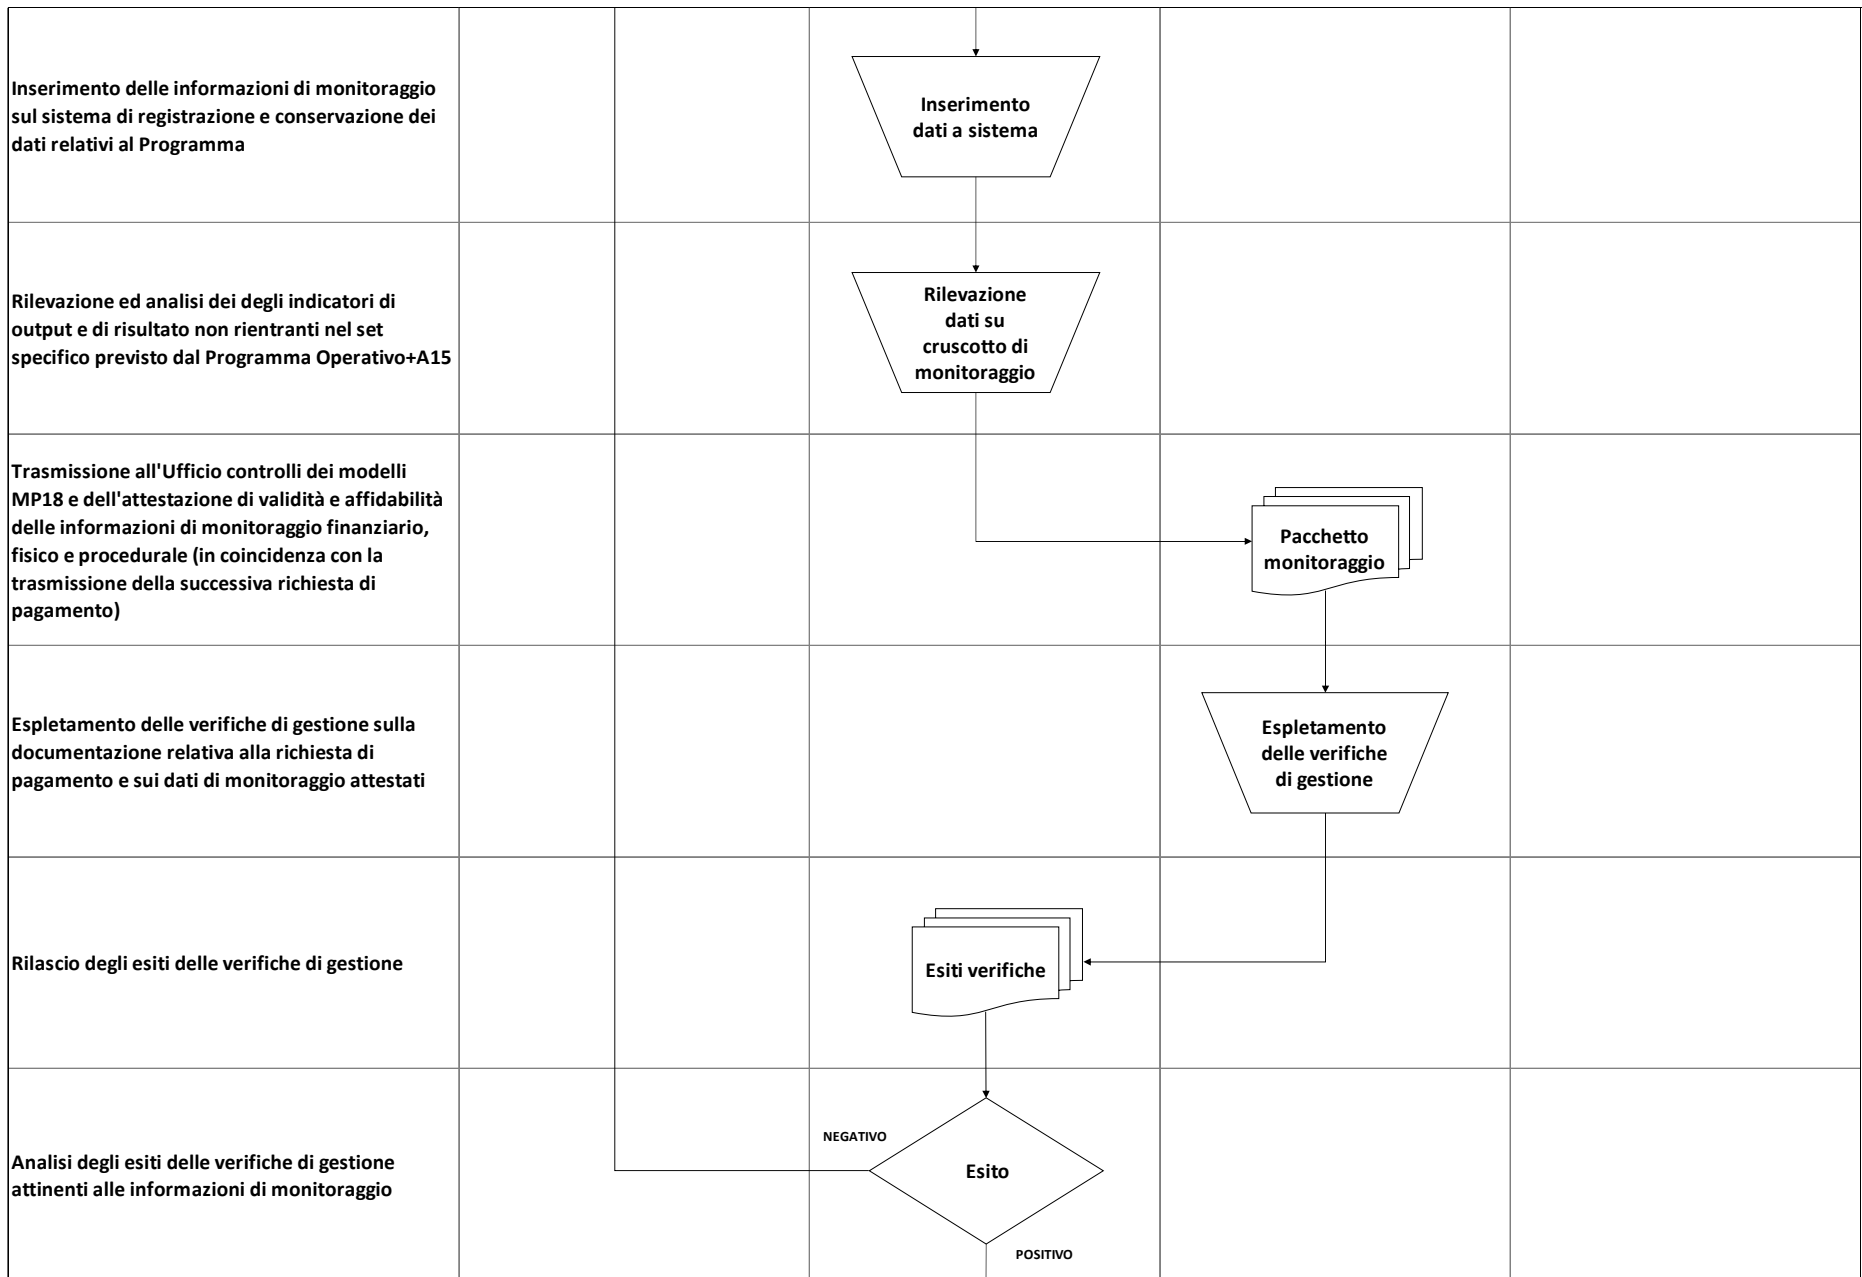 Inserimento delle informazioni di monitoraggio
sul sistema di registrazione e conservazione dei
dati relativi al Programma
Inserimento
dati a sistema
Rilevazione ed analisi dei degli indicatori di
output e di risultato non rientranti nel set
specifico previsto dal Programma Operativo+A15
Rilevazione
dati su
cruscotto di
monitoraggio
Trasmissione all'Ufficio controlli dei modelli
MP18 e dell'attestazione di validità e affidabilità
delle informazioni di monitoraggio finanziario,
fisico e procedurale (in coincidenza con la
trasmissione della successiva richiesta di
pagamento)
Pacchetto
monitoraggio
Espletamento delle verifiche di gestione sulla
documentazione relativa alla richiesta di
pagamento e sui dati di monitoraggio attestati
Espletamento
delle verifiche
di gestione
Rilascio degli esiti delle verifiche di gestione
Esiti verifiche
Analisi degli esiti delle verifiche di gestione
attinenti alle informazioni di monitoraggio
NEGATIVO
Esito
POSITIVO